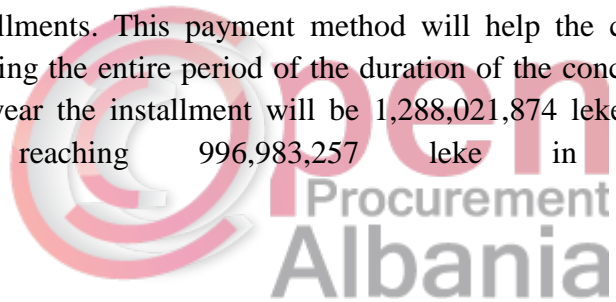 llments. This payment method will help the
ing the entire period of the duration of the
year the installment will be 1,288,021,874 leke
reaching 996,983,257 leke in
Open
Procurement
Albania